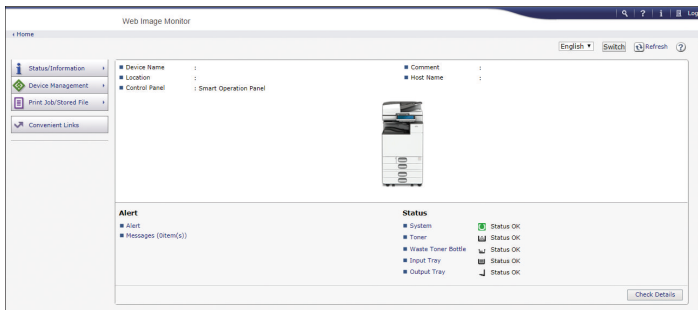 Log
Web Image Monitor
Home
English ▼ Switch Refresh
Status/Information
Device Management
Print Job/Stored File
Convenient Links
■ Device Name :
■ Location :
■ Control Panel : Smart Operation Panel
■ Comment :
■ Host Name :
Alert
■ Alert
■ Messages (0item(s))
Status
■ System Status OK
■ Toner Status OK
■ Waste Toner Bottle Status OK
■ Input Tray Status OK
■ Output Tray Status OK
Check Details